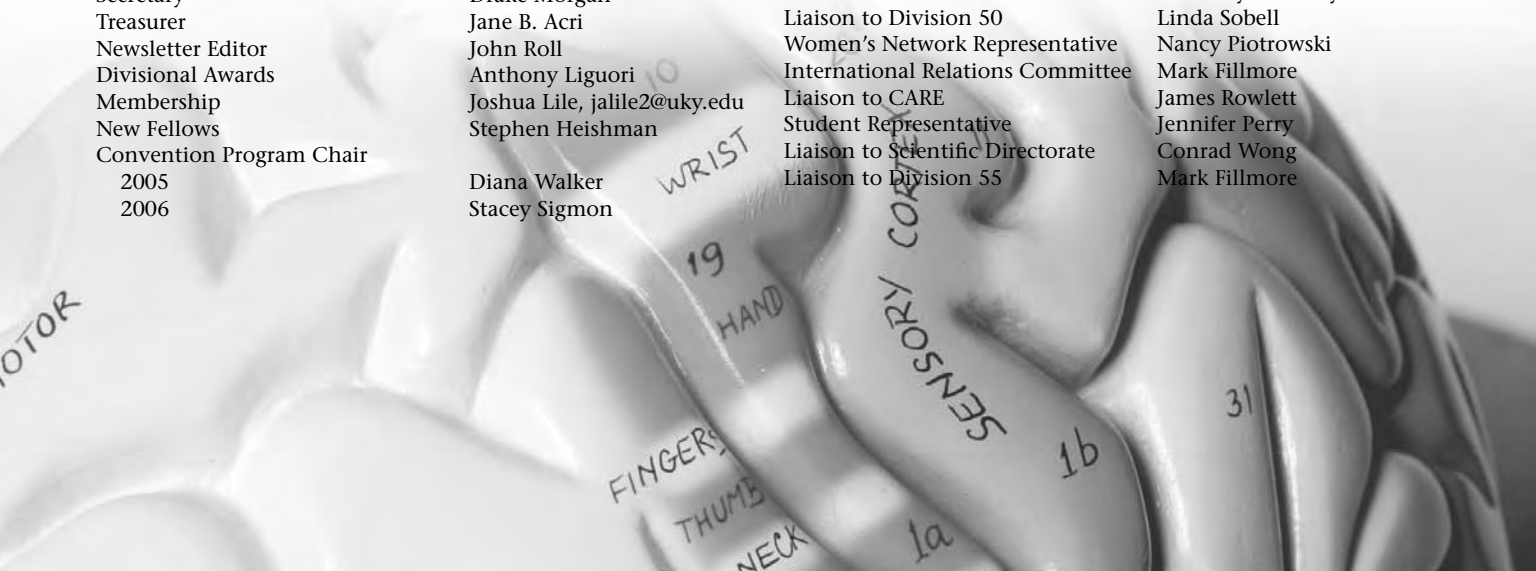 Treasurer Jane B. Acri
Newsletter Editor John Roll
Divisional Awards Anthony Liguori
Membership Joshua Lile, jalile2@uky.edu
New Fellows Stephen Heishman
Convention Program Chair
2005 Diana Walker
2006 Stacey Sigmon
Liaison to Division 50 Linda Sobell
Women's Network Representative Nancy Piotrowski
International Relations Committee Mark Fillmore
Liaison to CARE James Rowlett
Student Representative Jennifer Perry
Liaison to Scientific Directorate Conrad Wong
Liaison to Division 55 Mark Fillmore
10
WRIST
19
HAND
SENSORY CORTEX
FINGERS
THUMB
NECK
1a
1b
31